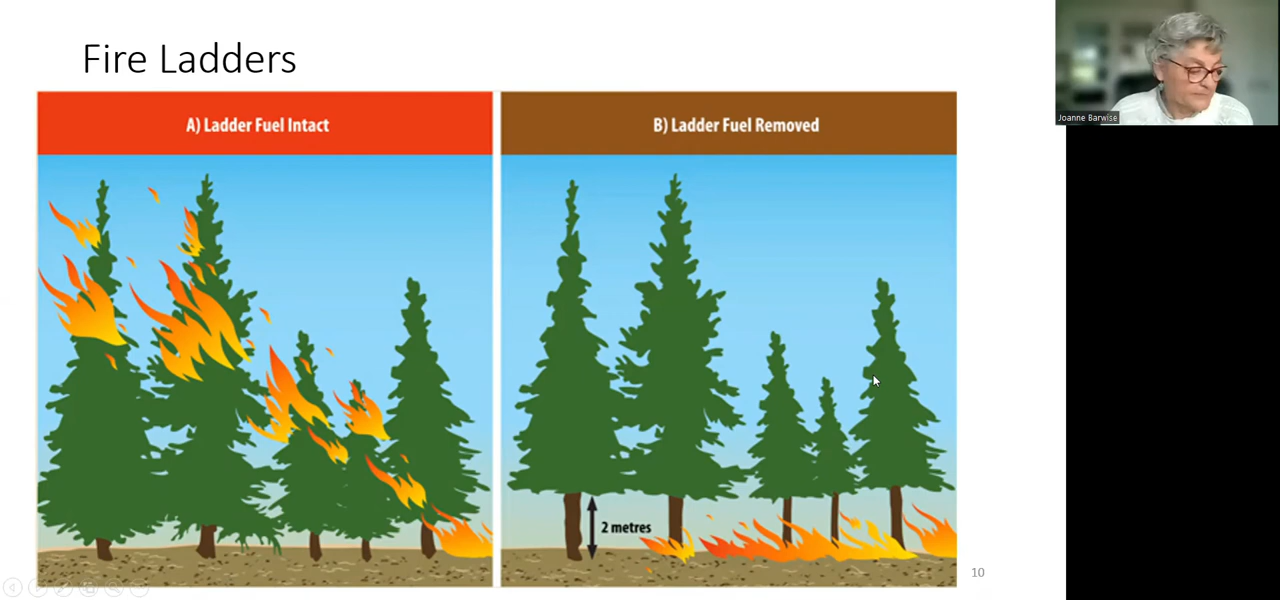 Fire Ladders
A) Ladder Fuel Intact
B) Ladder Fuel Removed
2 metres
10
Joanne Barwise